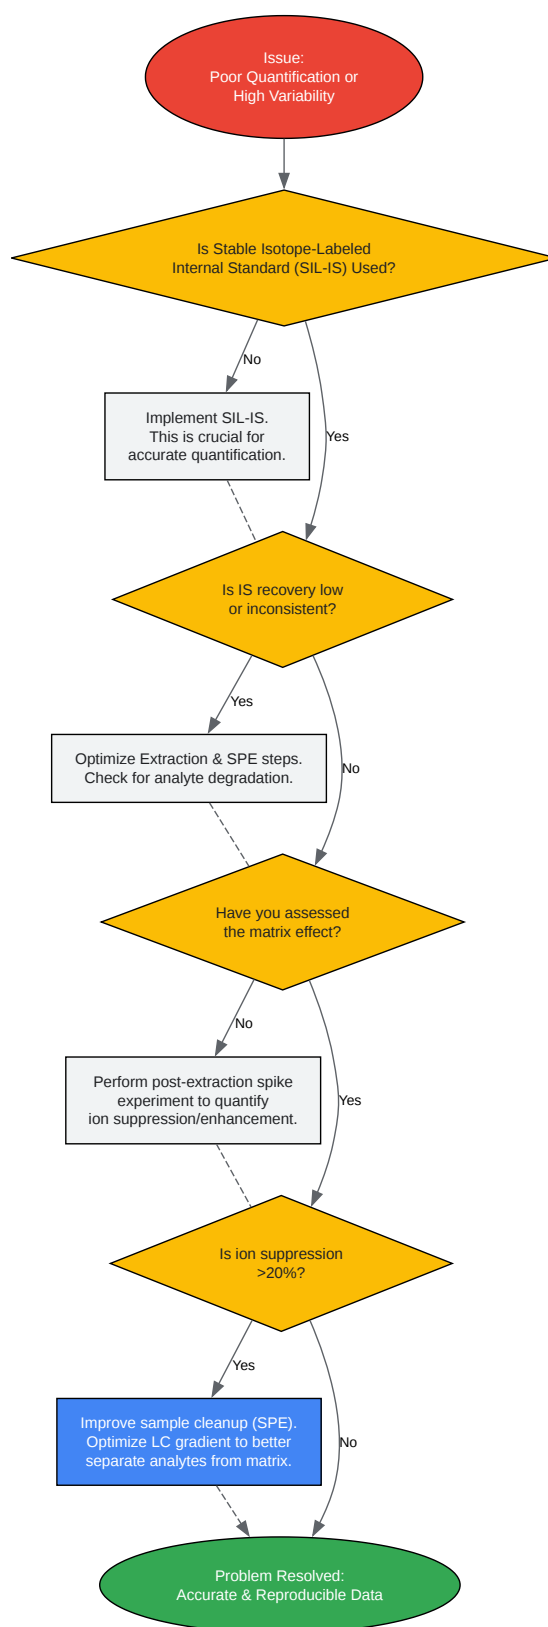 Issue:
Poor Quantification or
High Variability
Is Stable Isotope-Labeled
Internal Standard (SIL-IS) Used?
No
Yes
Implement SIL-IS.
This is crucial for
accurate quantification.
Is IS recovery low
or inconsistent?
Yes
No
Optimize Extraction & SPE steps.
Check for analyte degradation.
Have you assessed
the matrix effect?
No
Yes
Perform post-extraction spike
experiment to quantify
ion suppression/enhancement.
Is ion suppression
>20%?
Yes
No
Improve sample cleanup (SPE).
Optimize LC gradient to better
separate analytes from matrix.
Problem Resolved:
Accurate & Reproducible Data